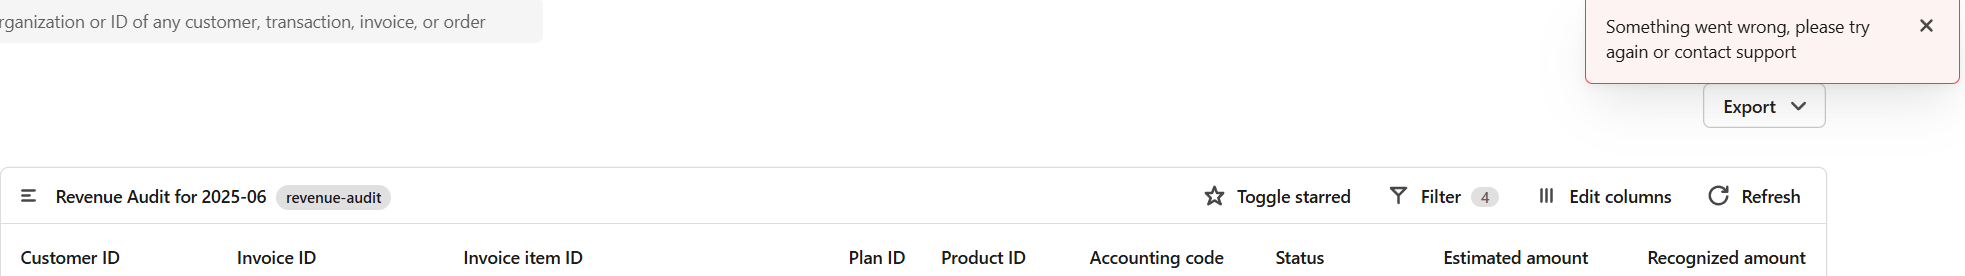 rganization or ID of any customer, transaction, invoice, or order
Something went wrong, please try
again or contact support
Export
Revenue Audit for 2025-06 revenue-audit Toggle starred Filter 4 Edit columns Refresh
Customer ID Invoice ID Invoice item ID Plan ID Product ID Accounting code Status Estimated amount Recognized amount